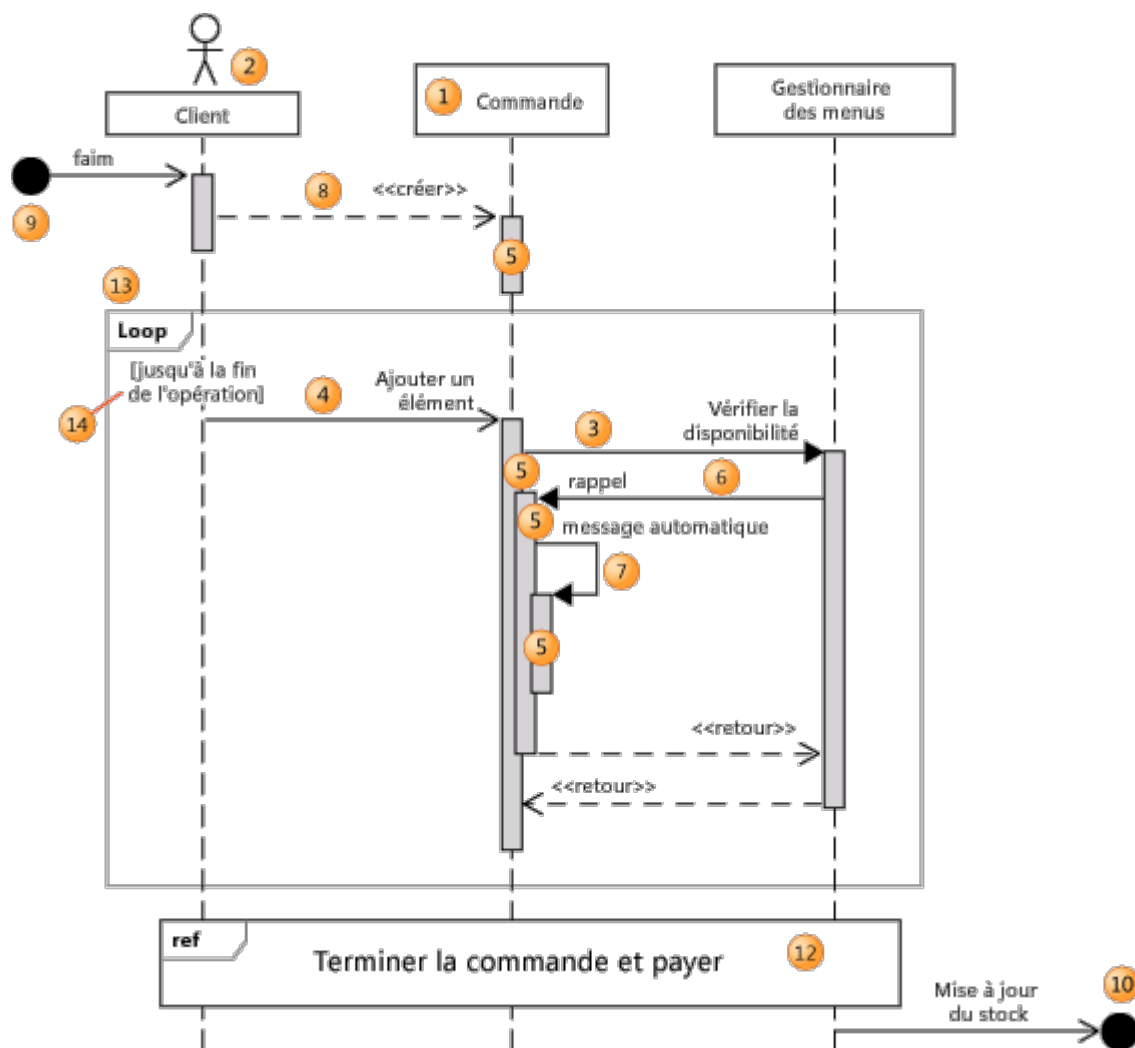 2
Client
1
Commande
Gestionnaire
des menus
faim
9
8
<<créer>>
5
13
Loop
[jusqu'à la fin
de l'opération]
14
4
Ajouter un
élément
3
Vérifier la
disponibilité
5
rappel
6
5
message automatique
7
5
<<retour>>
<<retour>>
ref
Terminer la commande et payer
12
Mise à jour
du stock
10